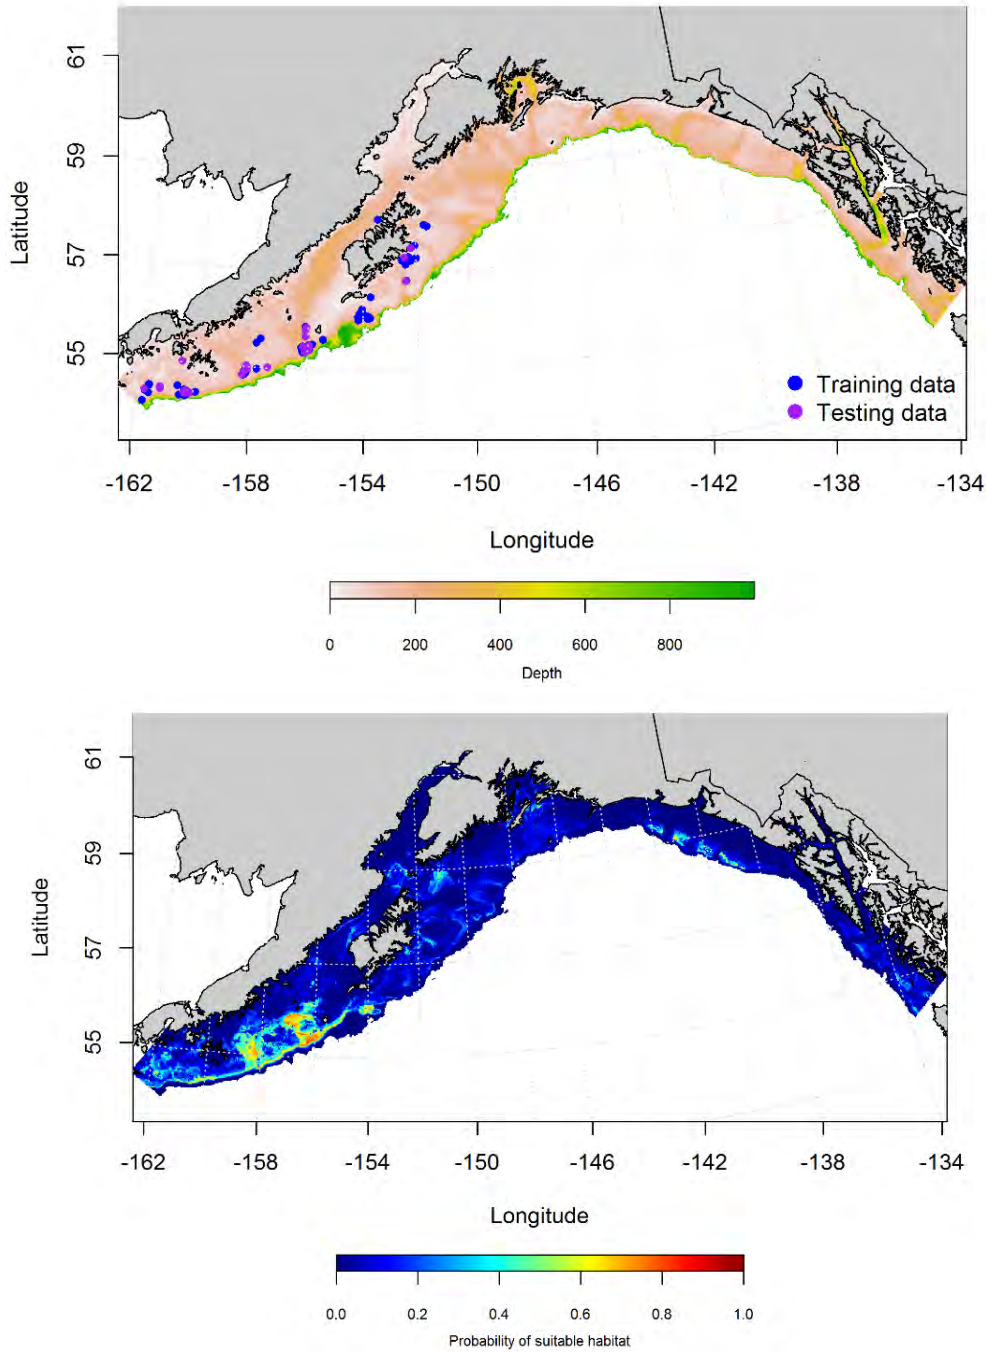 61
59
57
55
Latitude
Training data
Testing data
-162 -158 -154 -150 -146 -142 -138 -134
Longitude
0 200 400 600 800
Depth
61
59
57
55
Latitude
-162 -158 -154 -150 -146 -142 -138 -134
Longitude
0.0 0.2 0.4 0.6 0.8 1.0
Probability of suitable habitat